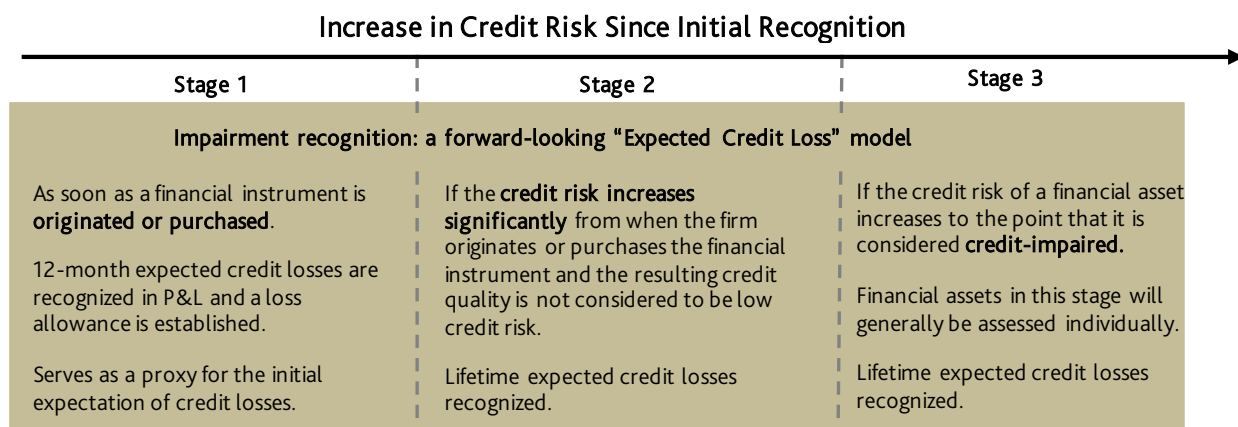 Increase in Credit Risk Since Initial Recognition
Stage 1
Stage 2
Stage 3
Impairment recognition: a forward-looking “Expected Credit Loss” model
As soon as a financial instrument is
originated or purchased.
12-month expected credit losses are
recognized in P&L and a loss
allowance is established.
Serves as a proxy for the initial
expectation of credit losses.
If the credit risk increases
significantly from when the firm
originates or purchases the financial
instrument and the resulting credit
quality is not considered to be low
credit risk.
Lifetime expected credit losses
recognized.
If the credit risk of a financial asset
increases to the point that it is
considered credit-impaired.
Financial assets in this stage will
generally be assessed individually.
Lifetime expected credit losses
recognized.